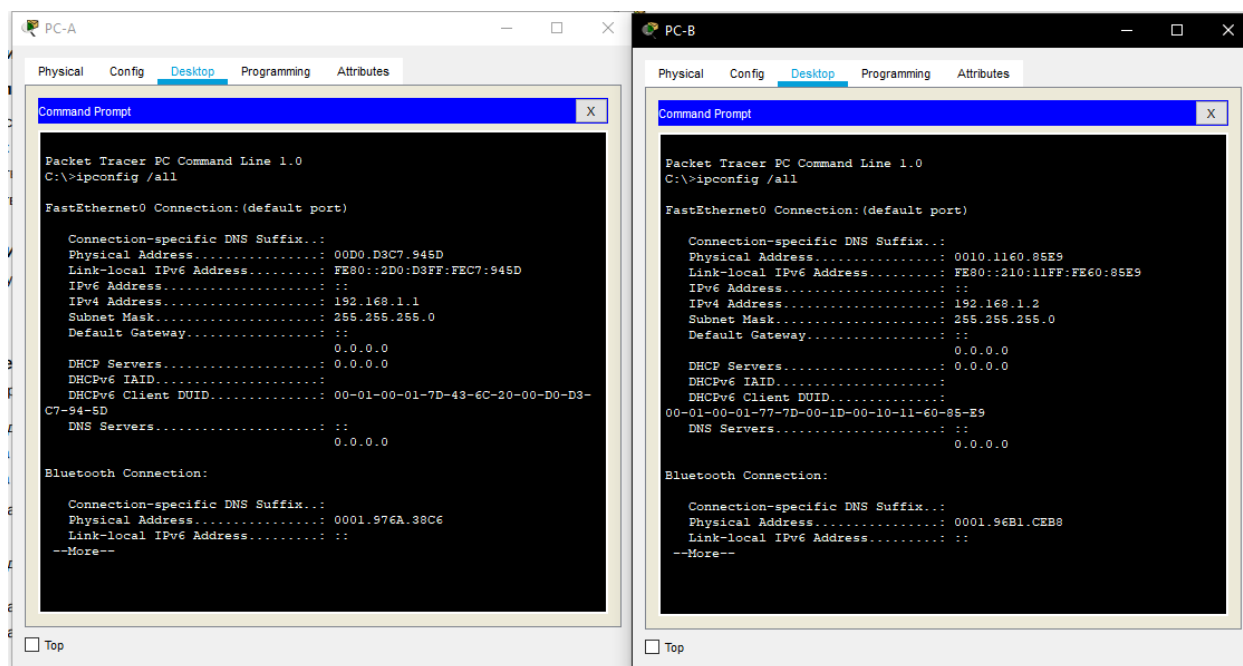 PC-A
Physical Config Desktop Programming Attributes
Command Prompt X
Packet Tracer PC Command Line 1.0
C:\>ipconfig /all
FastEthernet0 Connection:(default port)
Connection-specific DNS Suffix..:
Physical Address................: 00D0.D3C7.945D
Link-local IPv6 Address.........: FE80::2D0:D3FF:FEC7:945D
IPv6 Address....................: ::
IPv4 Address....................: 192.168.1.1
Subnet Mask.....................: 255.255.255.0
Default Gateway.................: ::
0.0.0.0
DHCP Servers....................: 0.0.0.0
DHCPv6 IAID.....................:
DHCPv6 Client DUID..............: 00-01-00-01-7D-43-6C-20-00-D0-D3-
C7-94-5D
DNS Servers.....................: ::
0.0.0.0
Bluetooth Connection:
Connection-specific DNS Suffix..:
Physical Address................: 0001.976A.38C6
Link-local IPv6 Address.........: ::
--More--
Top
PC-B
Physical Config Desktop Programming Attributes
Command Prompt X
Packet Tracer PC Command Line 1.0
C:\>ipconfig /all
FastEthernet0 Connection:(default port)
Connection-specific DNS Suffix..:
Physical Address................: 0010.1160.85E9
Link-local IPv6 Address.........: FE80::210:11FF:FE60:85E9
IPv6 Address....................: ::
IPv4 Address....................: 192.168.1.2
Subnet Mask.....................: 255.255.255.0
Default Gateway.................: ::
0.0.0.0
DHCP Servers....................: 0.0.0.0
DHCPv6 IAID.....................:
DHCPv6 Client DUID..............:
00-01-00-01-77-7D-00-1D-00-10-11-60-85-E9
DNS Servers.....................: ::
0.0.0.0
Bluetooth Connection:
Connection-specific DNS Suffix..:
Physical Address................: 0001.96B1.CEB8
Link-local IPv6 Address.........: ::
--More--
Top